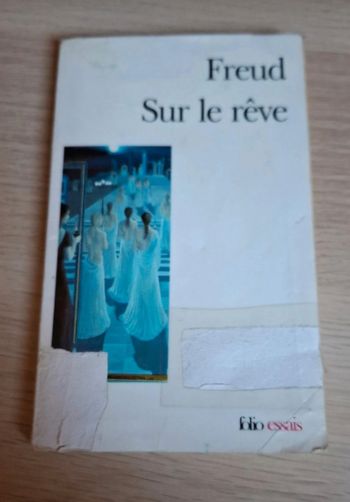 Freud
Sur le rêve
folio essais